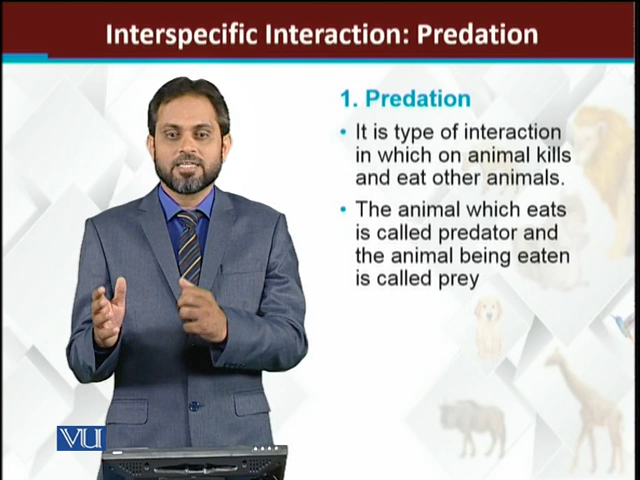 Interspecific Interaction: Predation
1. Predation
• It is type of interaction
in which on animal kills
and eat other animals.
• The animal which eats
is called predator and
the animal being eaten
is called prey
VU